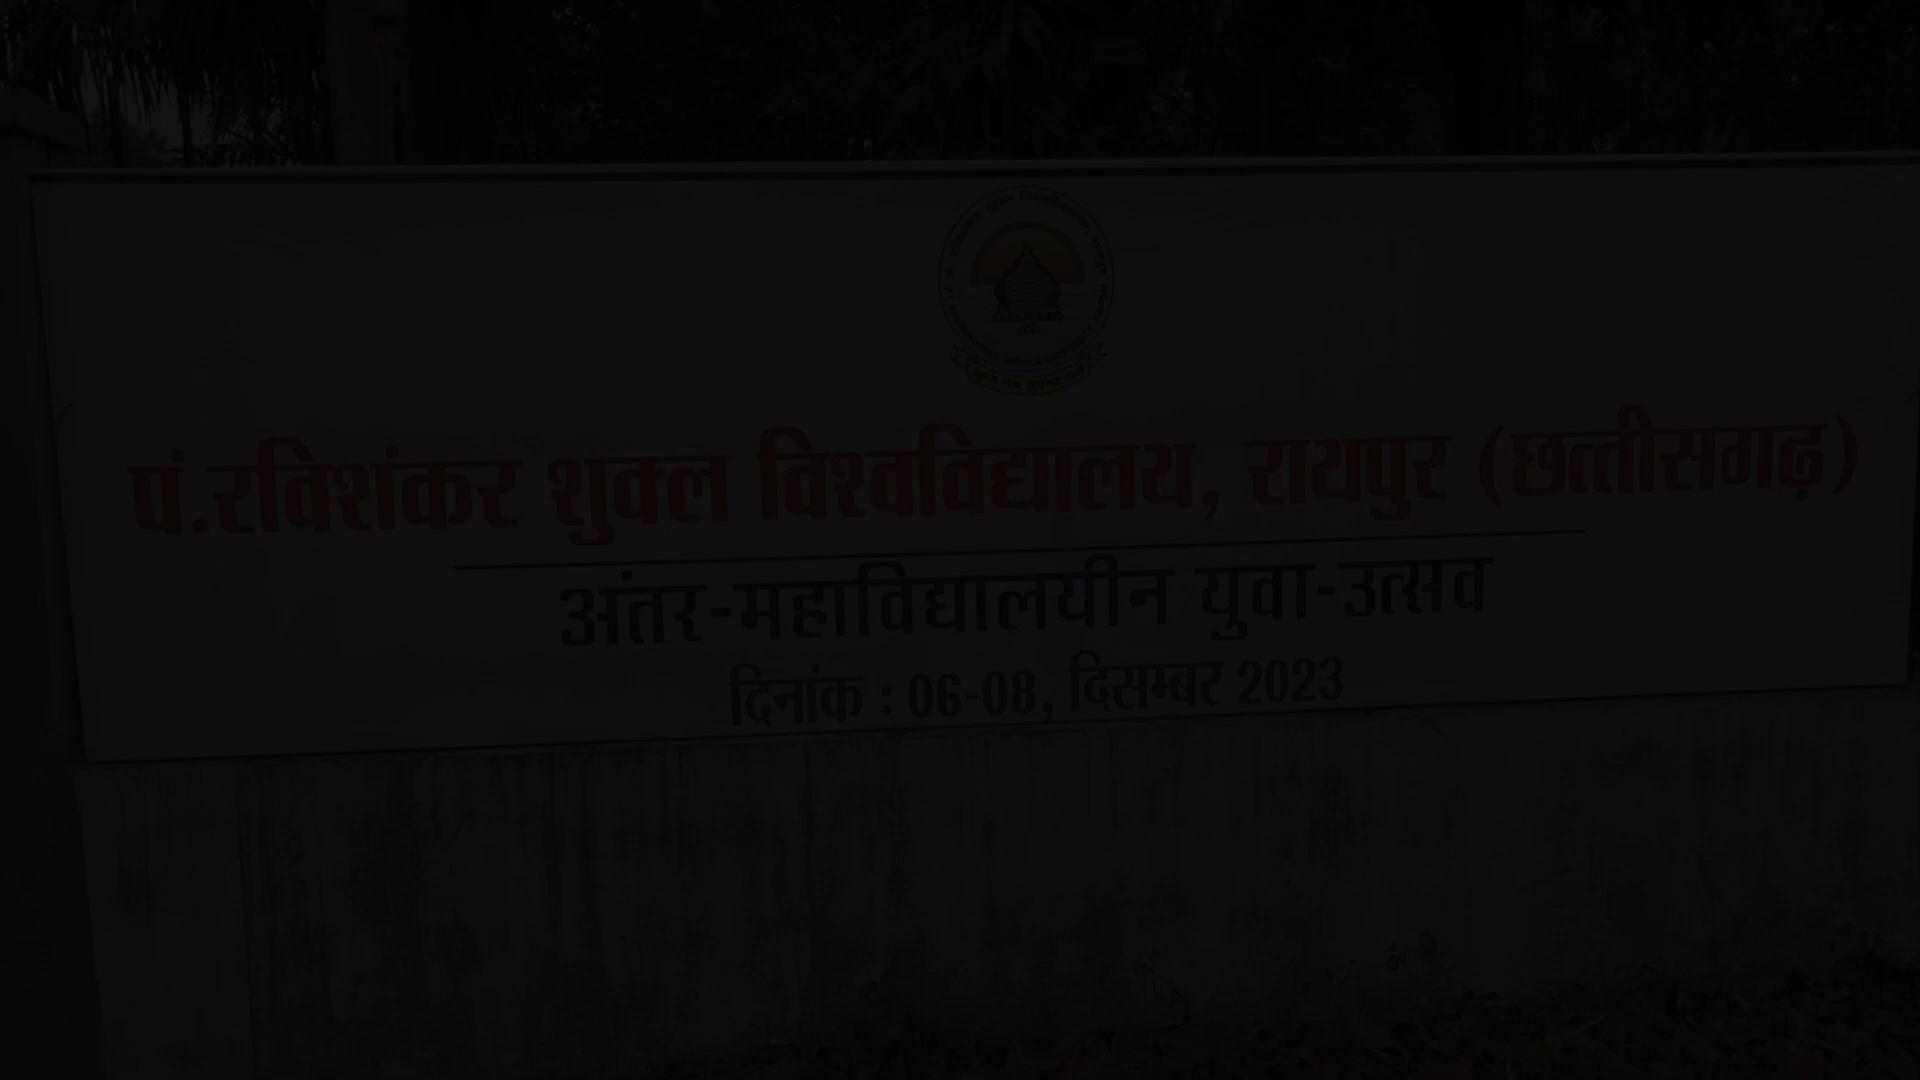 पं.रविशंकर शुक्ल विश्वविद्यालय, रायपुर (छत्तीसगढ़)
अंतर-महाविद्यालयीन युवा-उत्सव
दिनांक : 06-08, दिसम्बर 2023